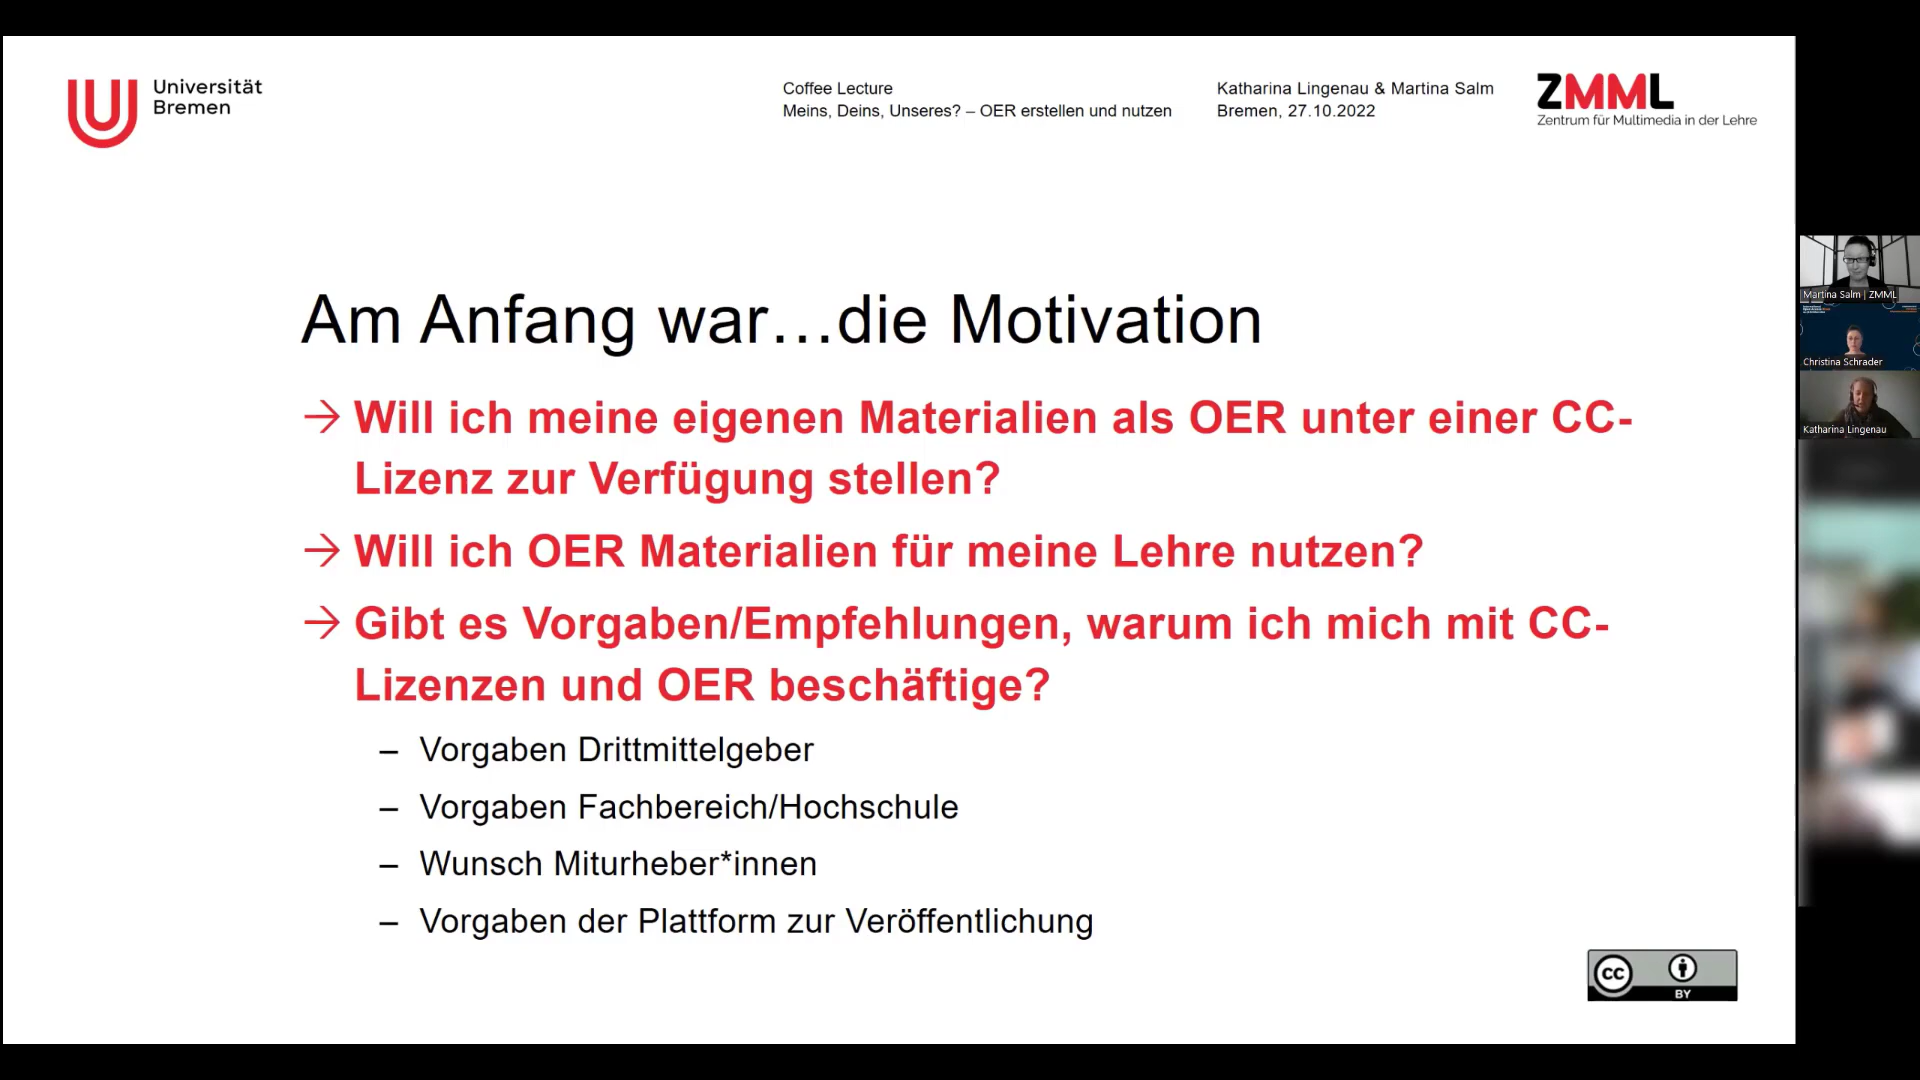 Universität
Bremen
Coffee Lecture
Meins, Deins, Unseres? – OER erstellen und nutzen
Katharina Lingenau & Martina Salm
Bremen, 27.10.2022
ZMML
Zentrum für Multimedia in der Lehre
Am Anfang war…die Motivation
→ Will ich meine eigenen Materialien als OER unter einer CC-
Lizenz zur Verfügung stellen?
→ Will ich OER Materialien für meine Lehre nutzen?
→ Gibt es Vorgaben/Empfehlungen, warum ich mich mit CC-
Lizenzen und OER beschäftige?
– Vorgaben Drittmittelgeber
– Vorgaben Fachbereich/Hochschule
– Wunsch Miturheber*innen
– Vorgaben der Plattform zur Veröffentlichung
cc
BY
Martina Salm | ZMML
Christina Schrader
Katharina Lingenau